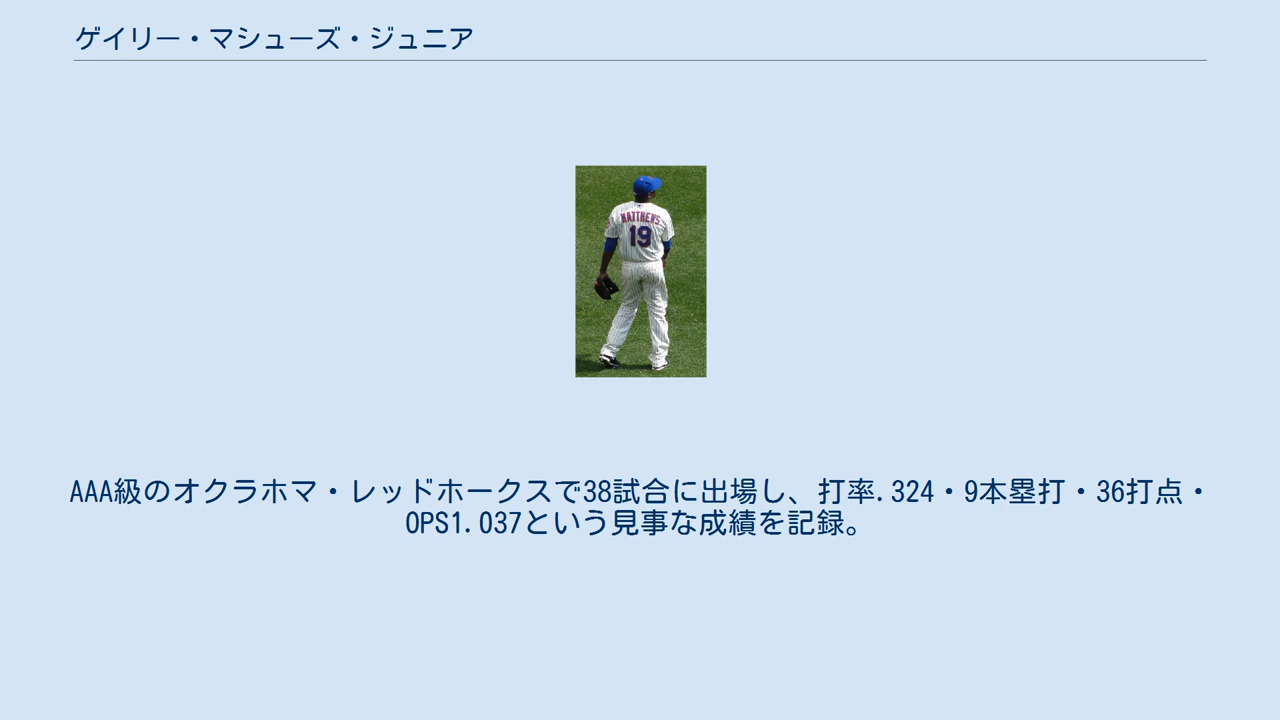 ゲイリー・マシューズ・ジュニア
MATTHEWS
19
AAA級のオクラホマ・レッドホークスで38試合に出場し、打率.324・9本塁打・36打点・
OPS1.037という見事な成績を記録。